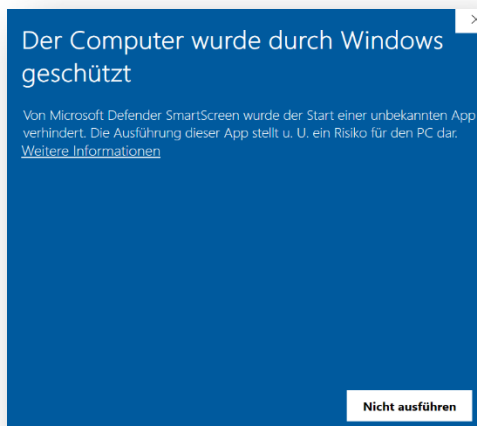 Der Computer wurde durch Windows
geschützt
Von Microsoft Defender SmartScreen wurde der Start einer unbekannten App
verhindert. Die Ausführung dieser App stellt u. U. ein Risiko für den PC dar.
Weitere Informationen
Nicht ausführen